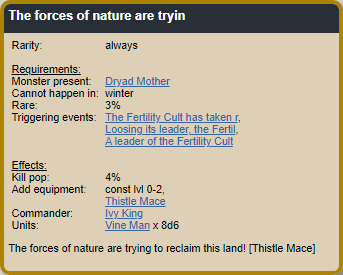 The forces of nature are tryin
Rarity: always
Requirements:
Monster present: Dryad Mother
Cannot happen in: winter
Rare: 3%
Triggering events: The Fertility Cult has taken r,
Loosing its leader, the Fertil,
A leader of the Fertility Cult
Effects:
Kill pop: 4%
Add equipment: const lvl 0-2,
Thistle Mace
Commander: Ivy King
Units: Vine Man x 8d6
The forces of nature are trying to reclaim this land! [Thistle Mace]